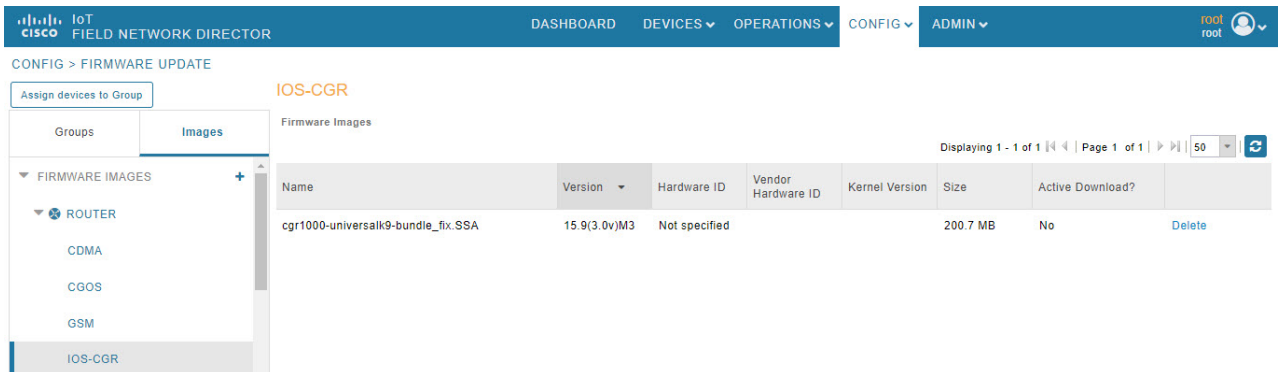 IoT
CISCO FIELD NETWORK DIRECTOR
DASHBOARD DEVICES OPERATIONS CONFIG ADMIN
root
root
CONFIG > FIRMWARE UPDATE
Assign devices to Group
Groups Images
FIRMWARE IMAGES +
ROUTER
CDMA
CGOS
GSM
IOS-CGR
IOS-CGR
Firmware Images
Displaying 1 - 1 of 1 | Page 1 of 1 | 50
Name Version Hardware ID Vendor Hardware ID Kernel Version Size Active Download?
cgr1000-universalk9-bundle_fix.SSA 15.9(3.0v)M3 Not specified 200.7 MB No Delete